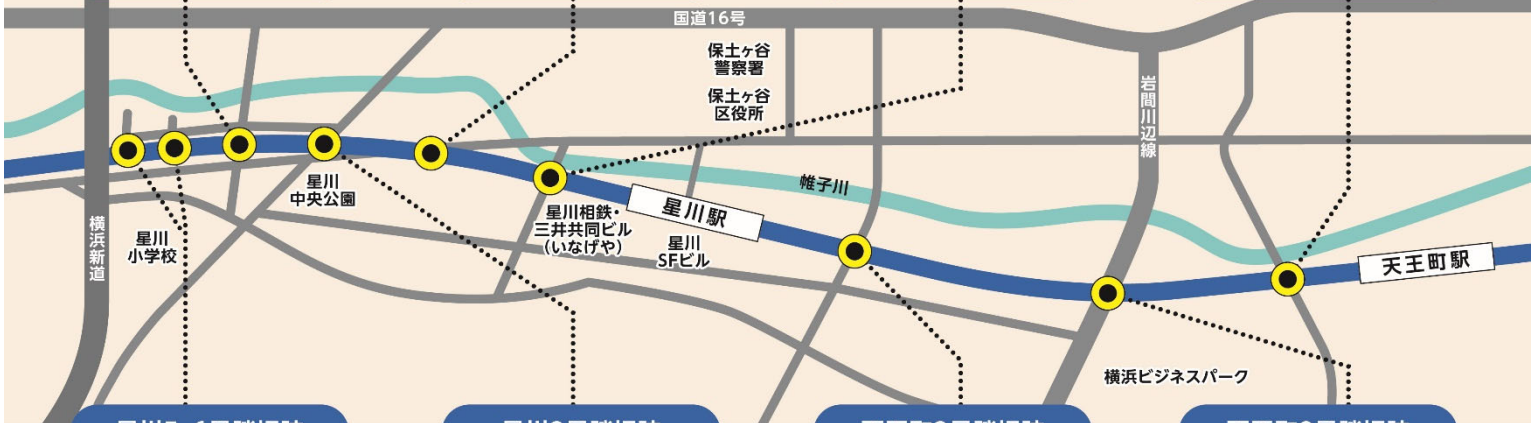 国道16号
保土ヶ谷
警察署
保土ヶ谷
区役所
岩間川辺線
帷子川
星川
中央公園
星川駅
星川相鉄・
三井共同ビル
(いなげや)
星川
SFビル
横浜新道
星川
小学校
天王町駅
横浜ビジネスパーク